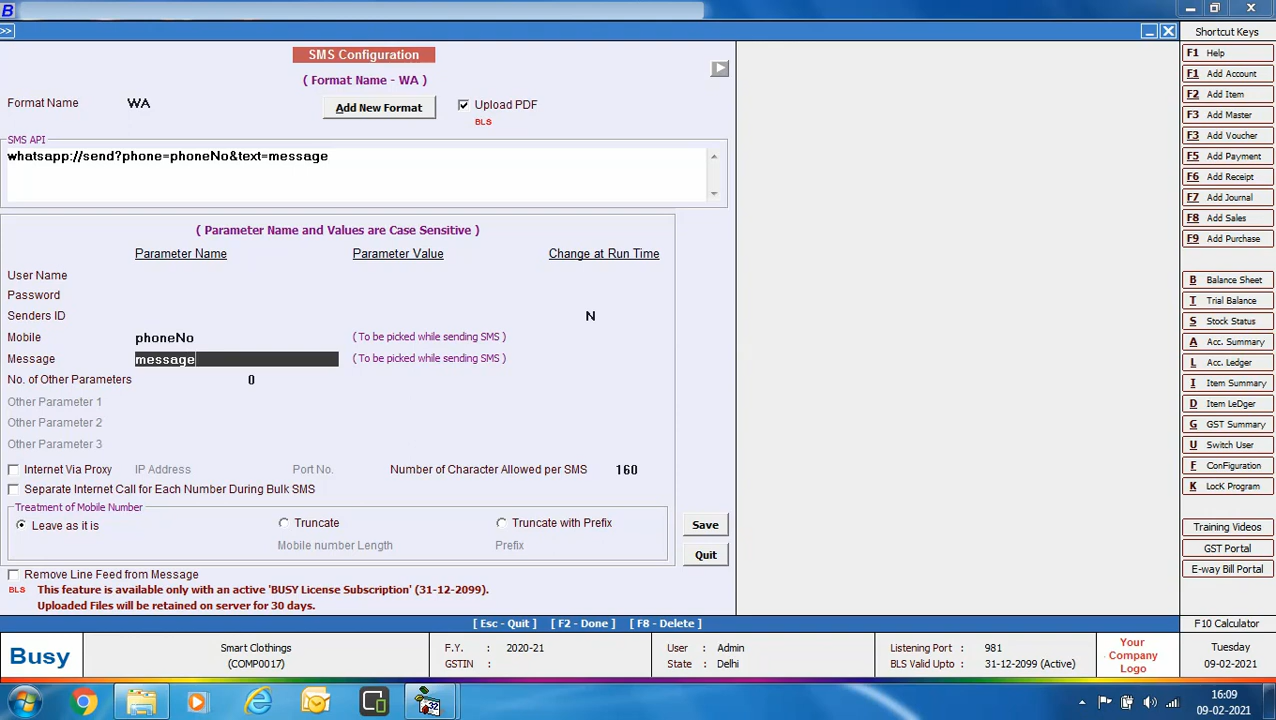 B
>>
SMS Configuration
( Format Name - WA )
Format Name WA
Add New Format
Upload PDF
BLS
SMS API
whatsapp://send?phone=phoneNo&text=message
( Parameter Name and Values are Case Sensitive )
Parameter Name Parameter Value Change at Run Time
User Name
Password
Senders ID N
Mobile phoneNo ( To be picked while sending SMS )
Message message ( To be picked while sending SMS )
No. of Other Parameters 0
Other Parameter 1
Other Parameter 2
Other Parameter 3
Internet Via Proxy IP Address Port No. Number of Character Allowed per SMS 160
Separate Internet Call for Each Number During Bulk SMS
Treatment of Mobile Number
Leave as it is Truncate Truncate with Prefix
Mobile number Length Prefix
Save
Quit
Remove Line Feed from Message
BLS This feature is available only with an active 'BUSY License Subscription' (31-12-2099).
Uploaded Files will be retained on server for 30 days.
[ Esc - Quit ] [ F2 - Done ] [ F8 - Delete ]
Shortcut Keys
F1 Help
F1 Add Account
F2 Add Item
F3 Add Master
F3 Add Voucher
F5 Add Payment
F6 Add Receipt
F7 Add Journal
F8 Add Sales
F9 Add Purchase
B Balance Sheet
T Trial Balance
S Stock Status
A Acc. Summary
L Acc. Ledger
I Item Summary
D Item LeDger
G GST Summary
U Switch User
F ConFiguration
K LocK Program
Training Videos
GST Portal
E-way Bill Portal
F10 Calculator
Busy
Smart Clothings
(COMP0017)
F.Y. : 2020-21
GSTIN :
User : Admin
State : Delhi
Listening Port : 981
BLS Valid Upto : 31-12-2099 (Active)
Your
Company
Logo
Tuesday
09-02-2021
32
16:09
09-02-2021